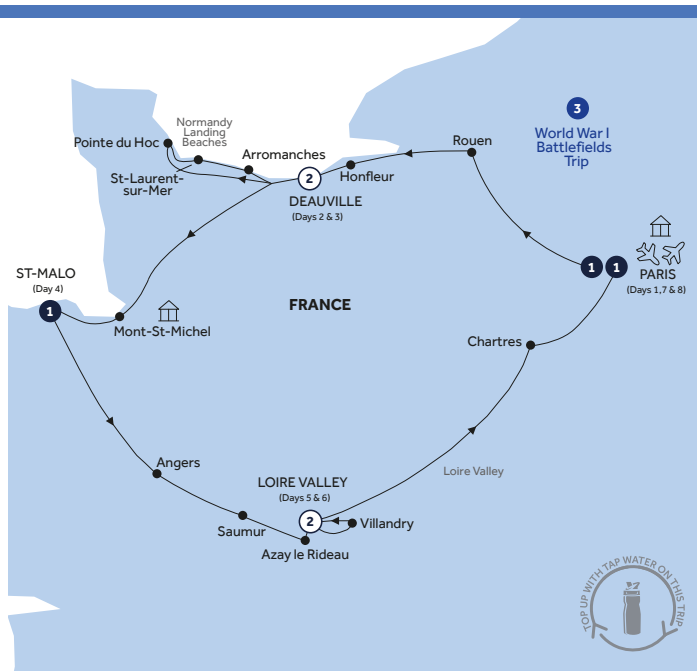 3
World War I
Battlefields
Trip
Normandy
Landing
Beaches
Pointe du Hoc
Rouen
Arromanches
St-Laurent-
sur-Mer
2
Honfleur
DEAUVILLE
(Days 2 & 3)
1
1
PARIS
(Days 1,7 & 8)
ST-MALO
(Day 4)
1
FRANCE
Mont-St-Michel
Chartres
Angers
LOIRE VALLEY
(Days 5 & 6)
Loire Valley
2
Villandry
Saumur
Azay le Rideau
TOP UP WITH TAP WATER ON THIS TRIP